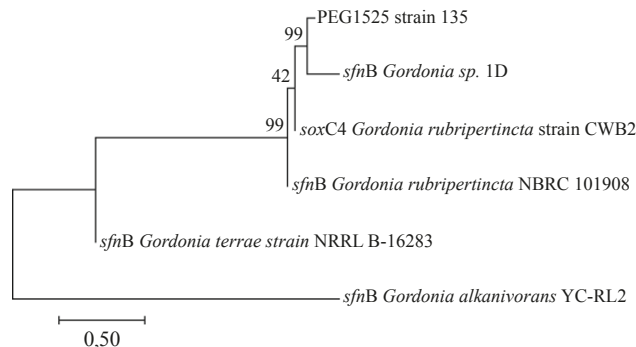 PEG1525 strain 135
99
sfnB Gordonia sp. 1D
42
soxC4 Gordonia rubripertincta strain CWB2
99
sfnB Gordonia rubripertincta NBRC 101908
sfnB Gordonia terrae strain NRRL B-16283
sfnB Gordonia alkanivorans YC-RL2
0,50